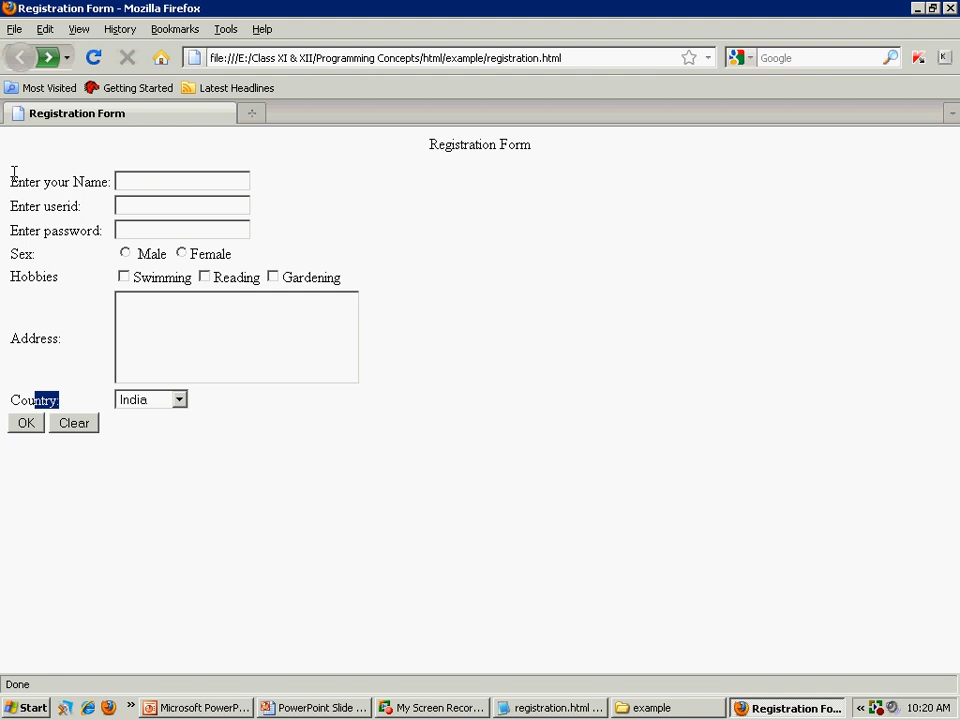 Registration Form - Mozilla Firefox
File Edit View History Bookmarks Tools Help
file:///E:/Class XI & XII/Programming Concepts/html/example/registration.html Google
Most Visited Getting Started Latest Headlines
Registration Form
Registration Form
Enter your Name:
Enter userid:
Enter password:
Sex: Male Female
Hobbies Swimming Reading Gardening
Address:
Country: India
OK Clear
Done
Start » Microsoft PowerP... PowerPoint Slide ... My Screen Recor... registration.html ... example Registration Fo... « 10:20 AM